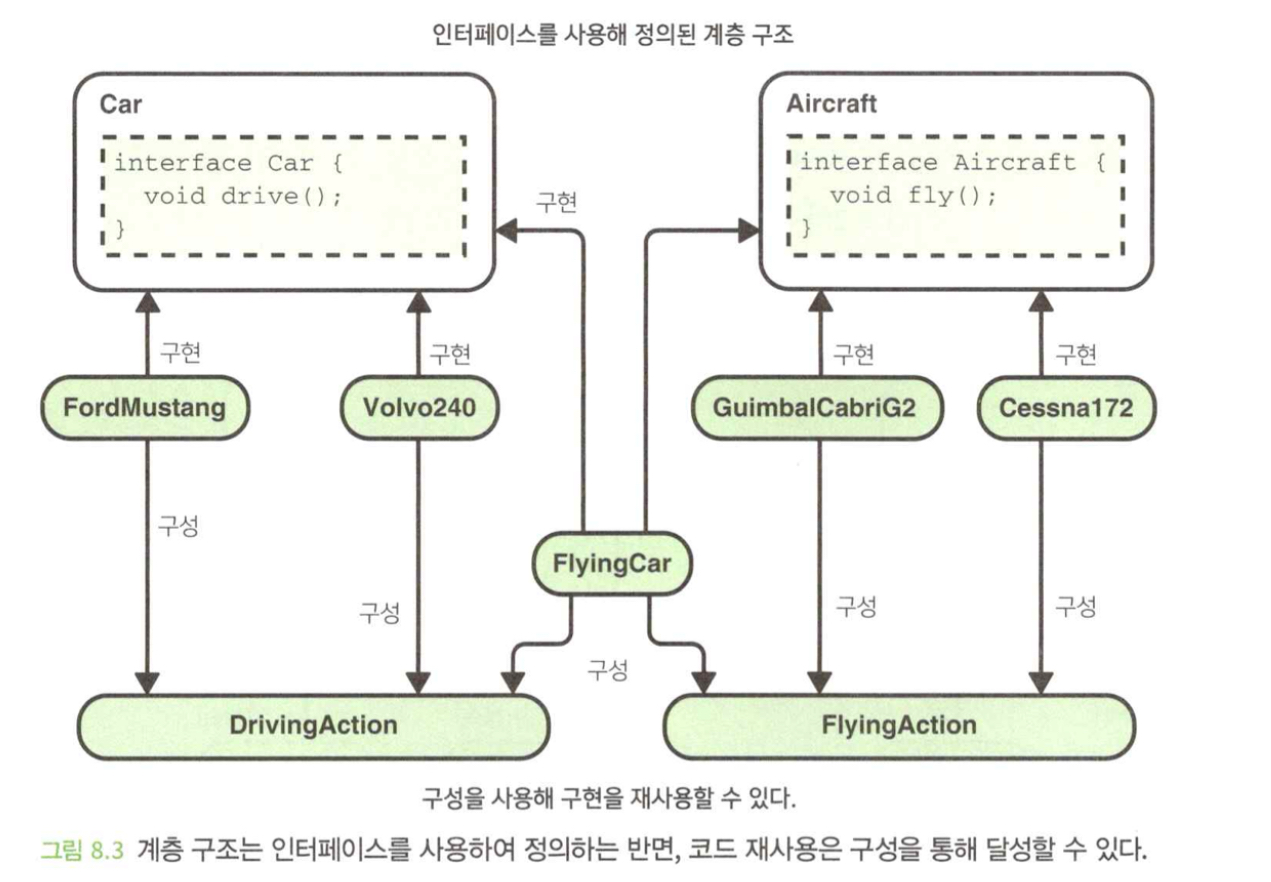 인터페이스를 사용해 정의된 계층 구조
Car
interface Car {
void drive();
}
Aircraft
interface Aircraft {
void fly();
}
구현
구현
구현
구현
구현
FordMustang
Volvo240
GuimbalCabriG2
Cessna172
구성
FlyingCar
구성
구성
구성
구성
DrivingAction
FlyingAction
구성을 사용해 구현을 재사용할 수 있다.
그림 8.3 계층 구조는 인터페이스를 사용하여 정의하는 반면, 코드 재사용은 구성을 통해 달성할 수 있다.